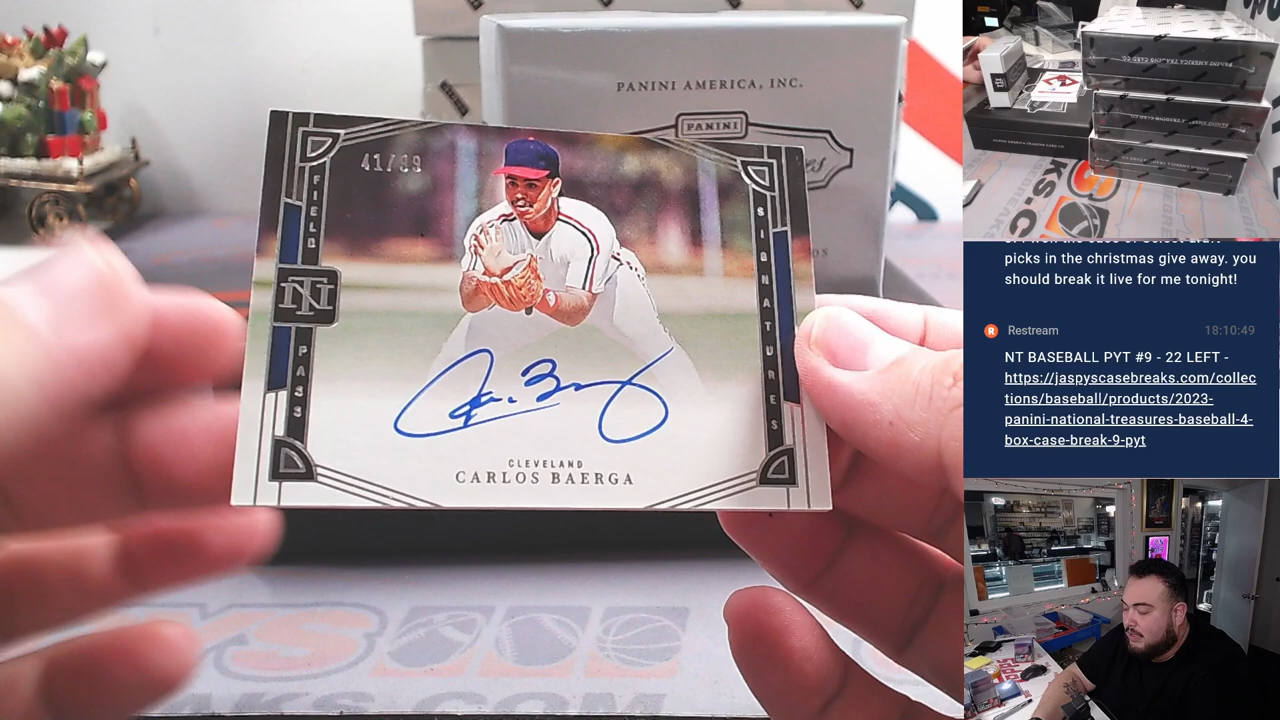 PANINI AMERICA, INC.
PANINI
41/99
FIELD
PASS
NT
SIGNATURES
CLEVELAND
CARLOS BAERGA
picks in the christmas give away. you
should break it live for me tonight!
R Restream 18:10:49
NT BASEBALL PYT #9 - 22 LEFT -
https://jaspyscasebreaks.com/collec
tions/baseball/products/2023-
panini-national-treasures-baseball-4-
box-case-break-9-pyt